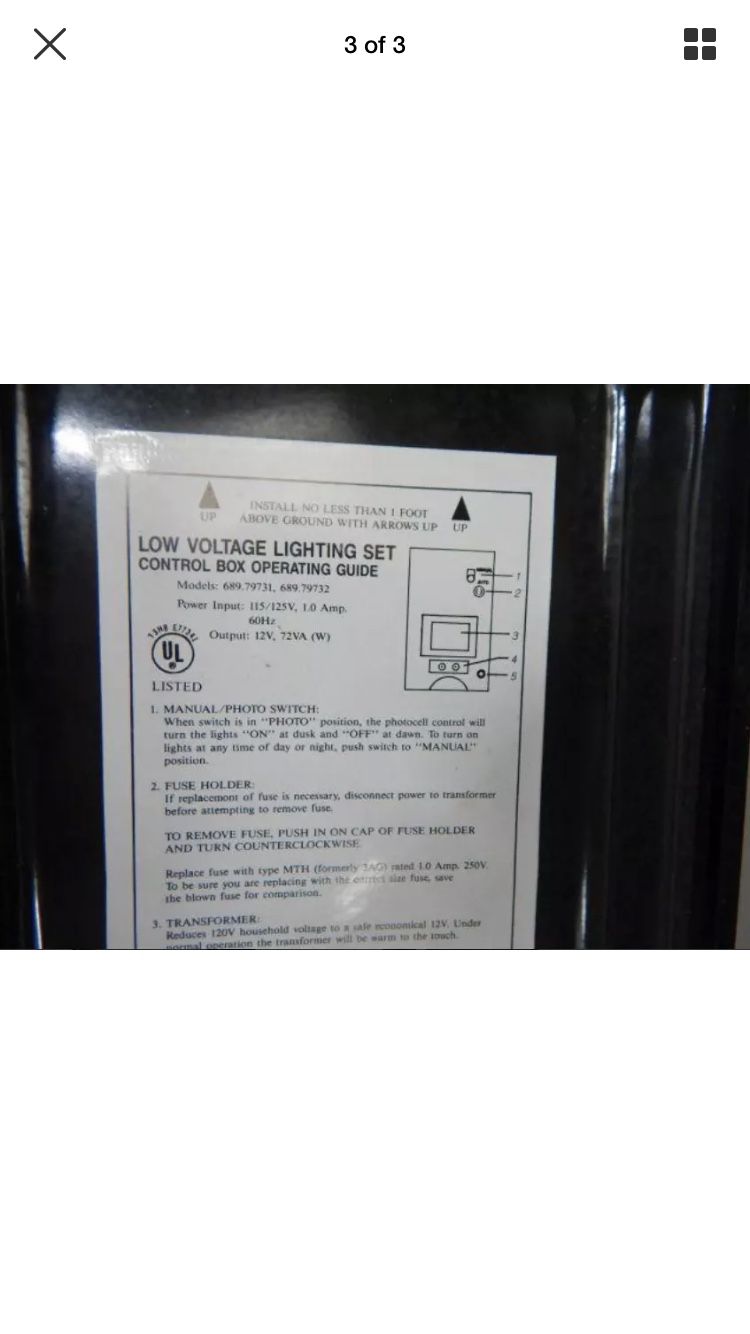 3 of 3
INSTALL NO LESS THAN 1 FOOT
UP ABOVE GROUND WITH ARROWS UP UP
LOW VOLTAGE LIGHTING SET
CONTROL BOX OPERATING GUIDE
Models: 689.79731, 689.79732
Power Input: 115/125V, 1.0 Amp.
60Hz
Output: 12V, 72VA (W)
UL
LISTED
MANUAL
AUTO
1
2
3
4
5
1. MANUAL/PHOTO SWITCH:
When switch is in "PHOTO" position, the photocell control will
turn the lights "ON" at dusk and "OFF" at dawn. To turn on
lights at any time of day or night, push switch to "MANUAL"
position.
2. FUSE HOLDER:
If replacemont of fuse is necessary, disconnect power to transformer
before attempting to remove fuse.
TO REMOVE FUSE, PUSH IN ON CAP OF FUSE HOLDER
AND TURN COUNTERCLOCKWISE.
Replace fuse with type MTH (formerly 3AG) rated 1.0 Amp. 250V.
To be sure you are replacing with the correct size fuse, save
the blown fuse for comparison.
3. TRANSFORMER:
Reduces 120V household voltage to a safe economical 12V. Under
normal operation the transformer will be warm to the touch.